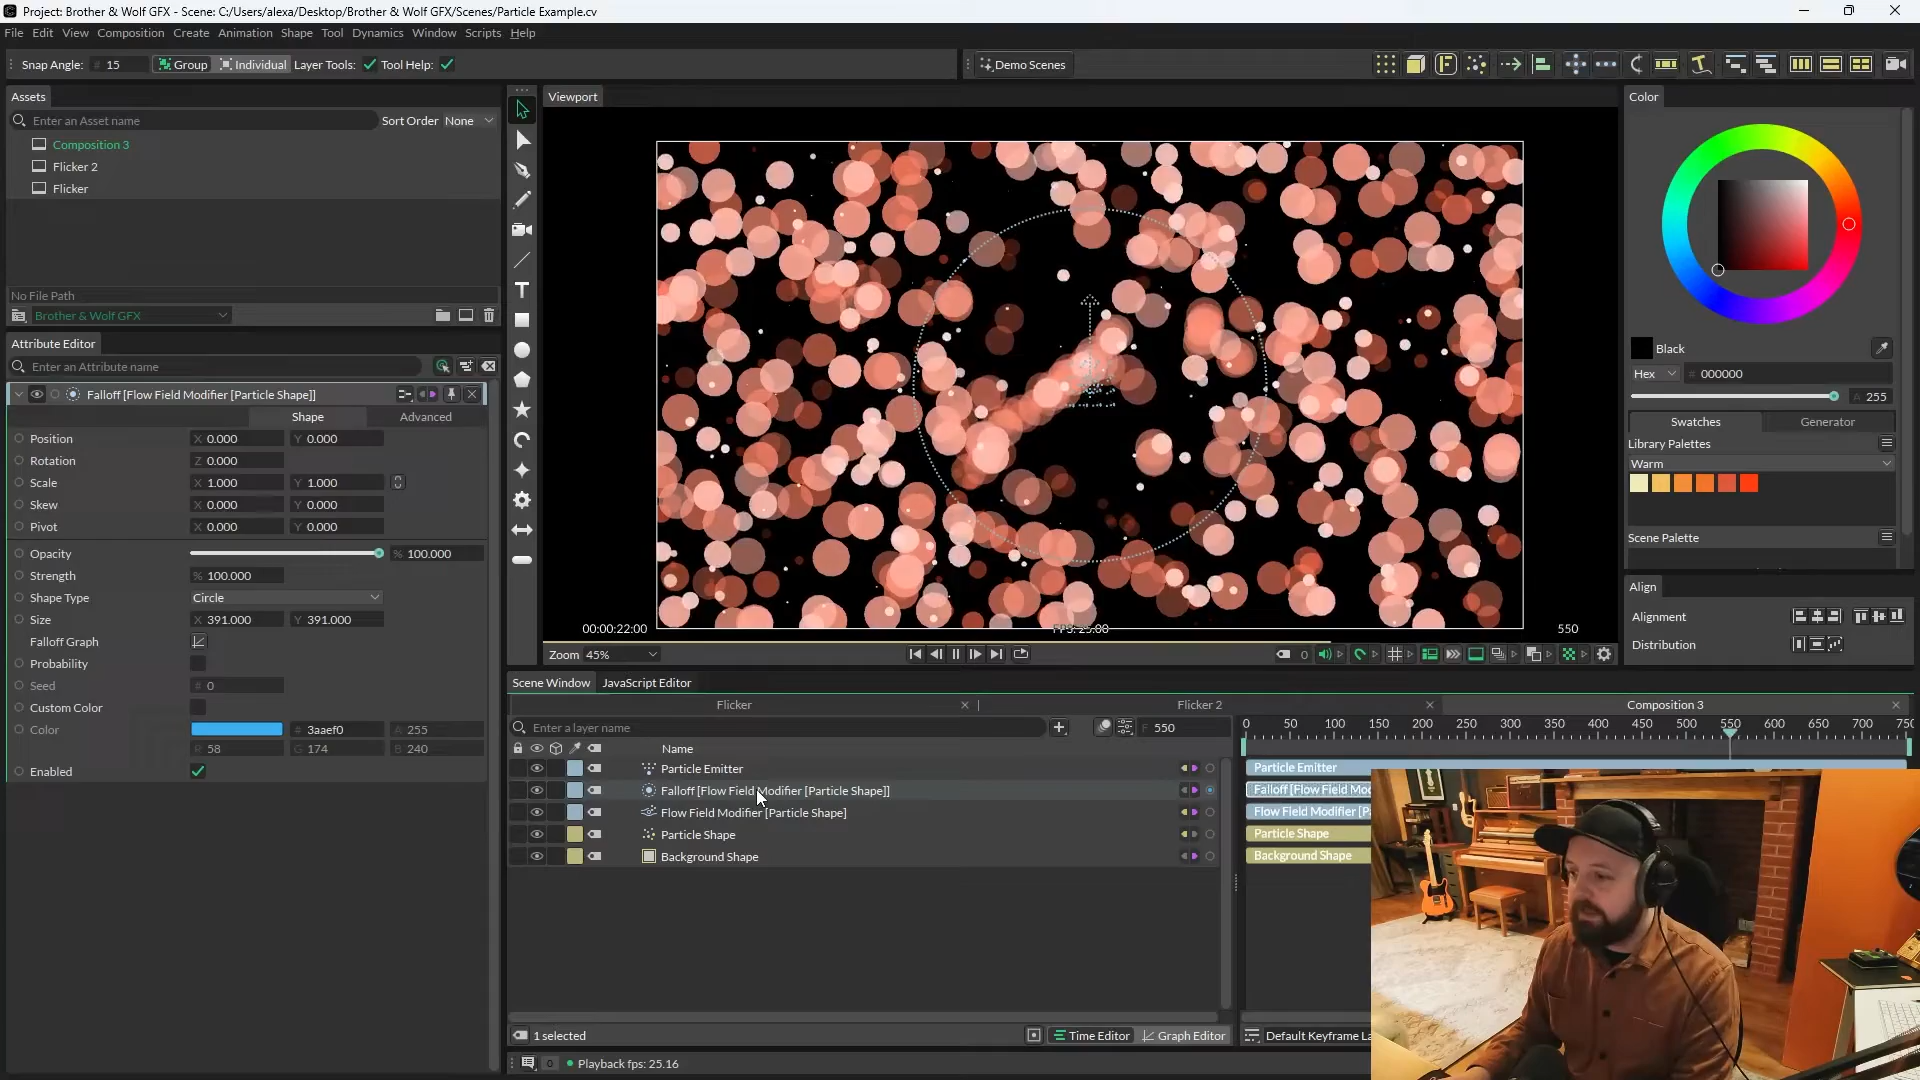 Project: Brother & Wolf GFX - Scene: C:/Users/alexa/Desktop/Brother & Wolf GFX/Scenes/Particle Example.cv
File Edit View Composition Create Animation Shape Tool Dynamics Window Scripts Help
Snap Angle: # 15 Group Individual Layer Tools: Tool Help:
Demo Scenes
Assets
Enter an Asset name
Sort Order None
Composition 3
Flicker 2
Flicker
No File Path
Brother & Wolf GFX
Attribute Editor
Enter an Attribute name
Falloff [Flow Field Modifier [Particle Shape]]
Shape Advanced
Position X 0.000 Y 0.000
Rotation Z 0.000
Scale X 1.000 Y 1.000
Skew X 0.000 Y 0.000
Pivot X 0.000 Y 0.000
Opacity % 100.000
Strength % 100.000
Shape Type Circle
Size X 391.000 Y 391.000
Falloff Graph
Probability
Seed # 0
Custom Color
Color # 3aaef0 A 255
R 58 G 174 B 240
Enabled
Viewport
00:00:22:00 FPS: 25.00 550
Zoom 45%
0
Scene Window JavaScript Editor
Flicker Flicker 2 Composition 3
Enter a layer name
F 550
0 50 100 150 200 250 300 350 400 450 500 550 600 650 700 750
Name
Particle Emitter
Falloff [Flow Field Modifier [Particle Shape]]
Flow Field Modifier [Particle Shape]
Particle Shape
Background Shape
Particle Emitter
Falloff [Flow Field Mo
Flow Field Modifier [P
Particle Shape
Background Shape
1 selected
Time Editor Graph Editor
Default Keyframe La
0 Playback fps: 25.16
Color
Black
Hex # 000000
A 255
Swatches Generator
Library Palettes
Warm
Scene Palette
Align
Alignment
Distribution